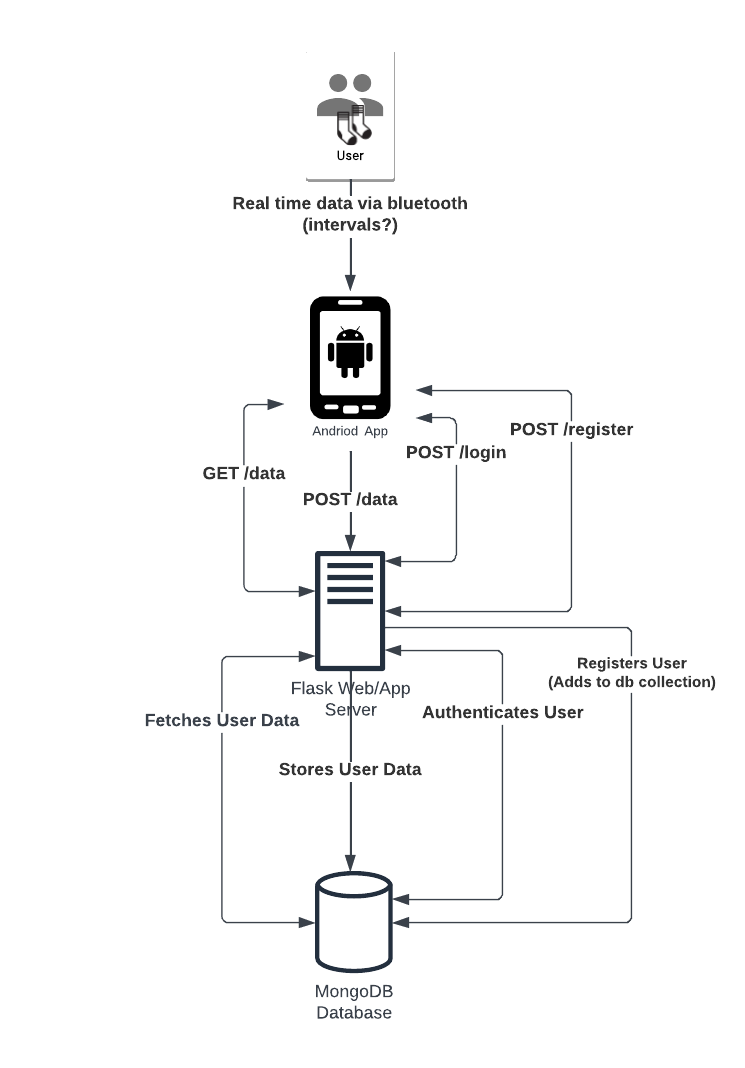 User
Real time data via bluetooth
(intervals?)
Andriod App
POST /register
POST /login
GET /data
POST /data
Registers User
(Adds to db collection)
Flask Web/App
Server
Authenticates User
Fetches User Data
Stores User Data
MongoDB
Database